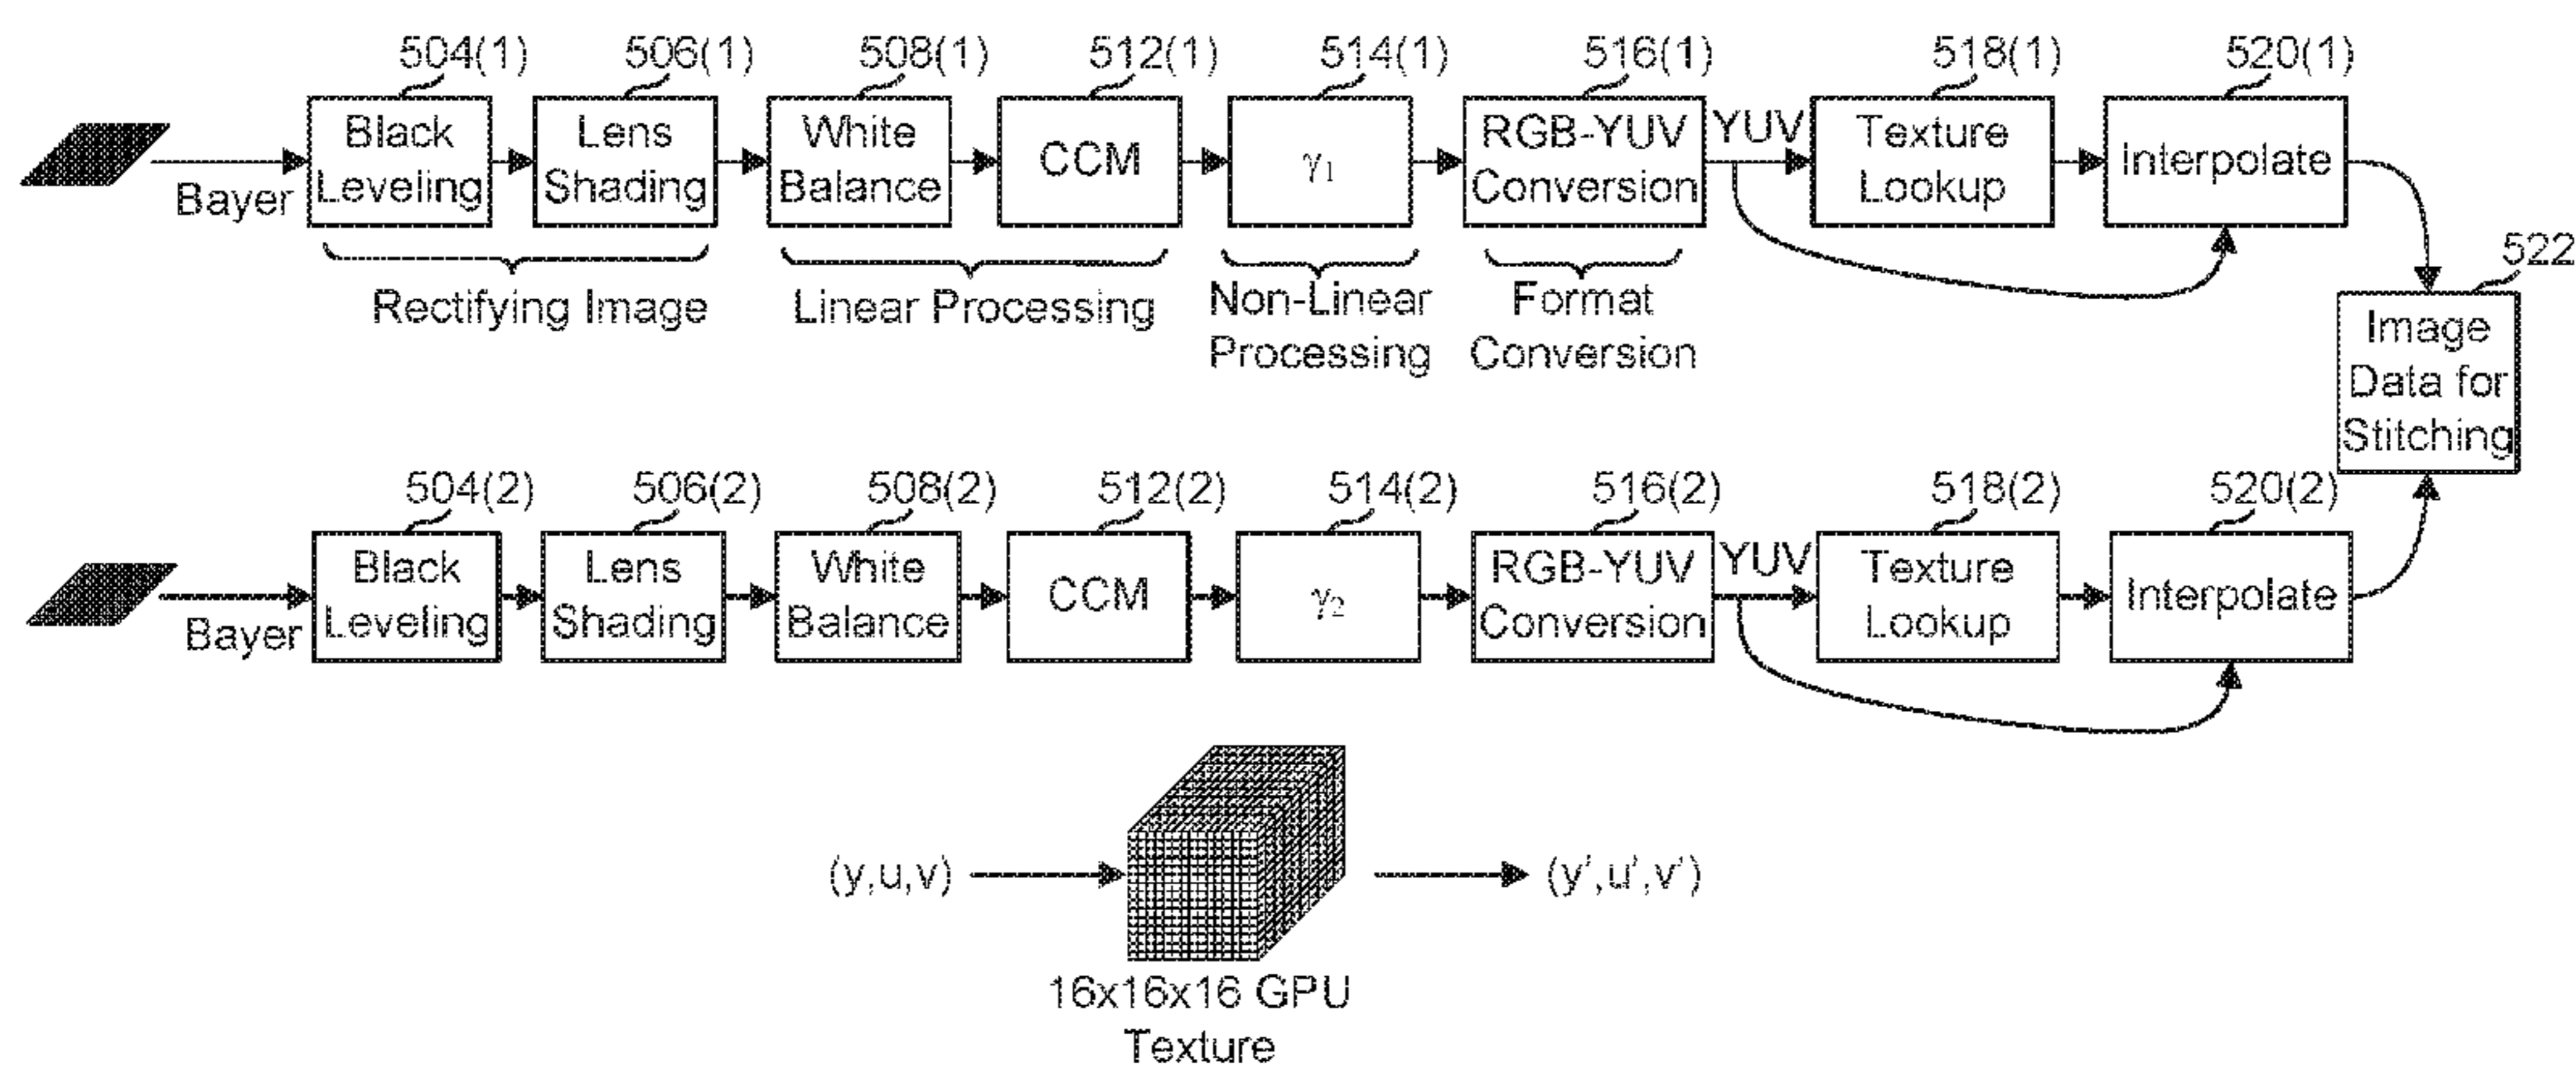 504(1) 506(1) 508(1) 512(1) 514(1) 516(1) 518(1) 520(1)
Bayer
Black
Leveling
Lens
Shading
White
Balance
CCM
γ1
RGB-YUV
Conversion
YUV
Texture
Lookup
Interpolate
Rectifying Image
Linear Processing
Non-Linear
Processing
Format
Conversion
522
Image
Data for
Stitching
504(2) 506(2) 508(2) 512(2) 514(2) 516(2) 518(2) 520(2)
Bayer
Black
Leveling
Lens
Shading
White
Balance
CCM
γ2
RGB-YUV
Conversion
YUV
Texture
Lookup
Interpolate
(y,u,v)
(y',u',v')
16x16x16 GPU
Texture